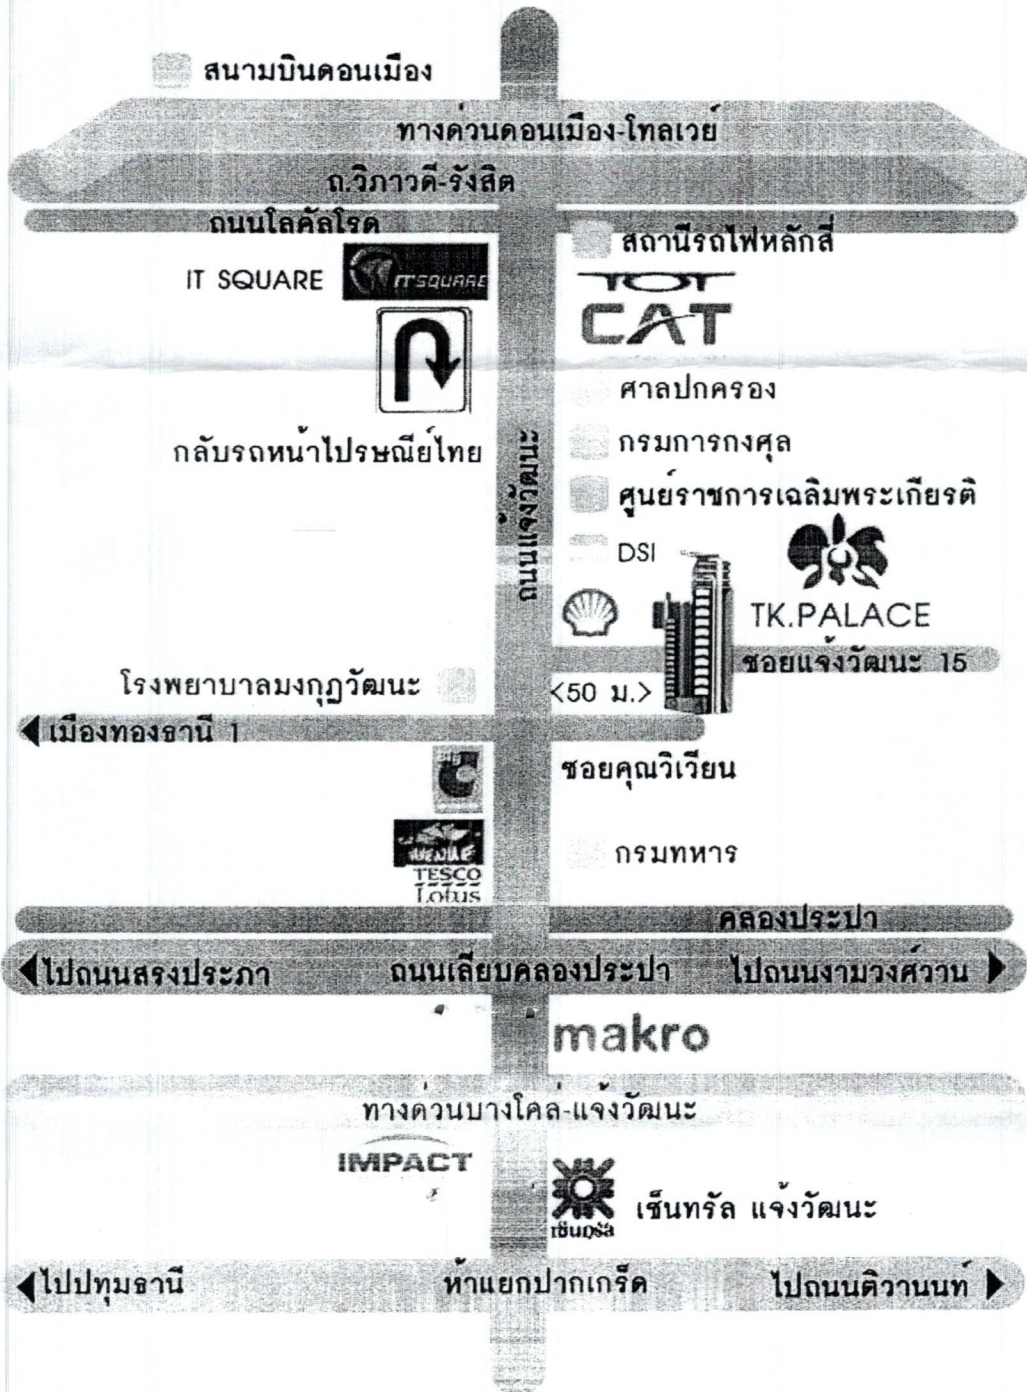 สนามบินดอนเมือง
ทางด่วนดอนเมือง-โทลเวย์
ถ.วิภาวดี-รังสิต
ถนนโลคัลโรด
สถานีรถไฟหลักสี่
IT SQUARE
IT SQUARE
TOT
CAT
ศาลปกครอง
กลับรถหน้าไปรษณีย์ไทย
กรมการกงศุล
ถนนแจ้งวัฒนะ
ศูนย์ราชการเฉลิมพระเกียรติ
DSI
TK.PALACE
ซอยแจ้งวัฒนะ 15
โรงพยาบาลมงกุฎวัฒนะ
<50 ม.>
เมืองทองธานี 1
ซอยคุณวิเวียน
กรมทหาร
TESCO
Lotus
คลองประปา
ไปถนนสรงประภา
ถนนเลียบคลองประปา
ไปถนนงามวงศ์วาน
makro
ทางด่วนบางโคล่-แจ้งวัฒนะ
IMPACT
เซ็นทรัล
เซ็นทรัล แจ้งวัฒนะ
ไปปทุมธานี
ห้าแยกปากเกร็ด
ไปถนนติวานนท์